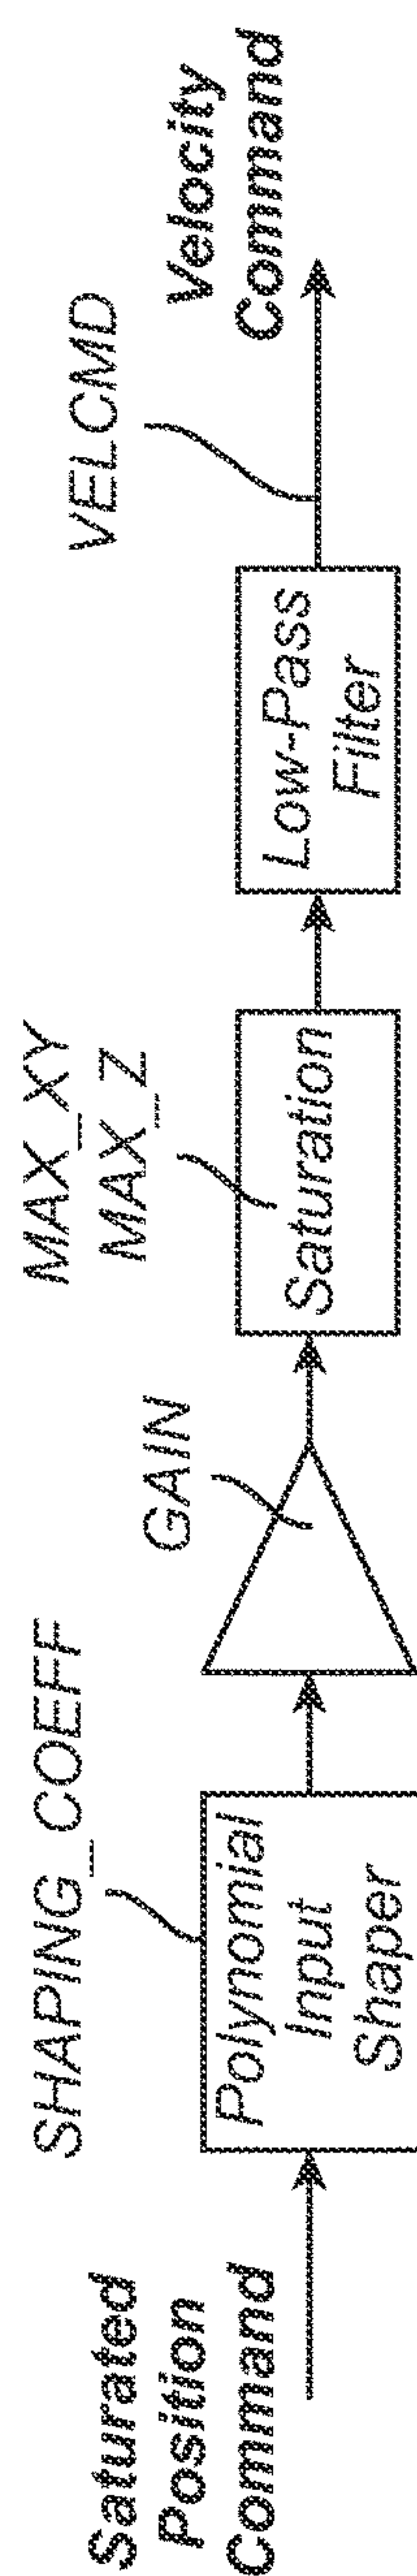 Saturated
Position
Command
SHAPING_COEFF
Polynomial
Input
Shaper
GAIN
MAX_XY
MAX_Z
Saturation
Low-Pass
Filter
VELCMD
Velocity
Command